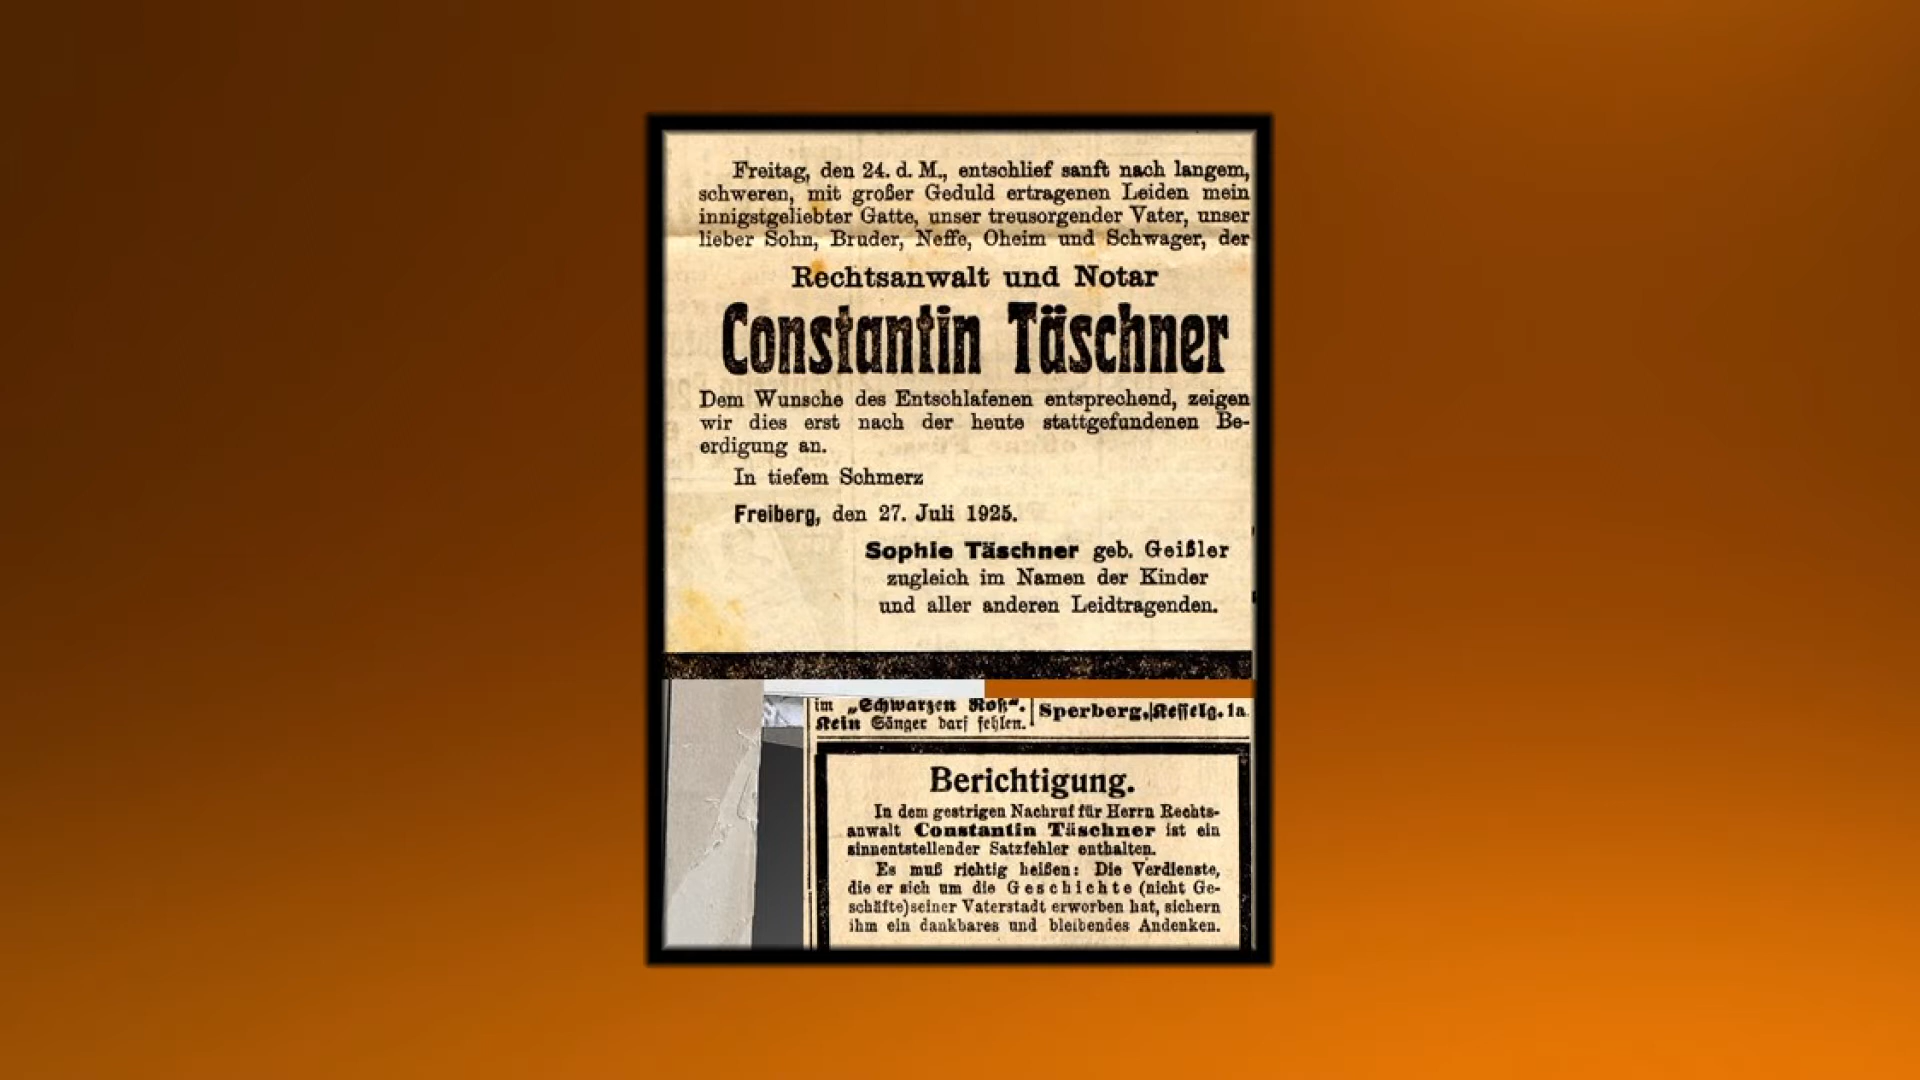 Freitag, den 24. d. M., entschlief sanft nach langem,
schweren, mit großer Geduld ertragenen Leiden mein
innigstgeliebter Gatte, unser treusorgender Vater, unser
lieber Sohn, Bruder, Neffe, Oheim und Schwager, der
Rechtsanwalt und Notar
Constantin Täschner
Dem Wunsche des Entschlafenen entsprechend, zeigen
wir dies erst nach der heute stattgefundenen Be-
erdigung an.
In tiefem Schmerz
Freiberg, den 27. Juli 1925.
Sophie Täschner geb. Geißler
zugleich im Namen der Kinder
und aller anderen Leidtragenden.
im „Schwarzen Roß“.
Kein Sänger darf fehlen.
Sperberg, Kesselg. 1a
Berichtigung.
In dem gestrigen Nachruf für Herrn Rechts-
anwalt Constantin Täschner ist ein
sinnentstellender Satzfehler enthalten.
Es muß richtig heißen: Die Verdienste,
die er sich um die Geschichte (nicht Ge-
schäfte) seiner Vaterstadt erworben hat, sichern
ihm ein dankbares und bleibendes Andenken.